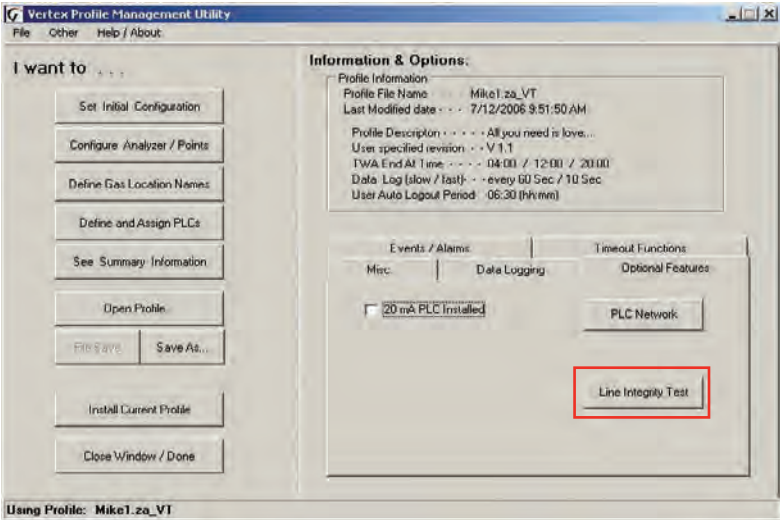 Vertex Profile Management Utility
File Other Help / About
I want to . . .
Set Initial Configuration
Configure Analyzer / Points
Define Gas Location Names
Define and Assign PLCs
See Summary Information
Open Profile
File Save Save As...
Install Current Profile
Close Window / Done
Information & Options:
Profile Information
Profile File Name Mike1.za_VT
Last Modified date · · · 7/12/2006 9:51:50 AM
Profile Descripton · · · · · All you need is love...
User specified revision · · V 1.1
TWA End At Time · · · · 04:00 / 12:00 / 20:00
Data Log (slow / fast)· · · every 60 Sec / 10 Sec
User Auto Logout Period ·06:30 (hh:mm)
Events / Alarms Timeout Functions
Misc. Data Logging Optional Features
20 mA PLC Installed PLC Network
Line Integrity Test
Using Profile: Mike1.za_VT